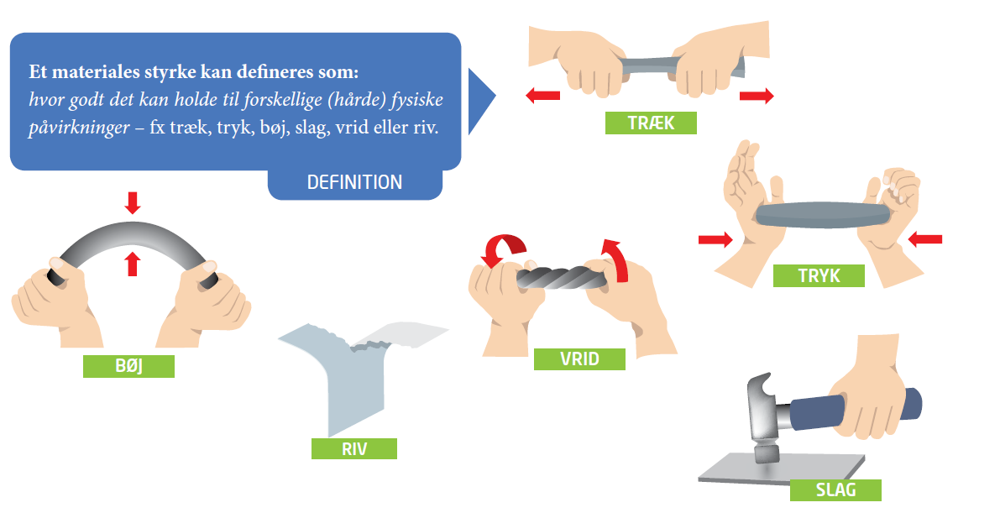 Et materiales styrke kan defineres som:
hvor godt det kan holde til forskellige (hårde) fysiske
påvirkninger – fx træk, tryk, bøj, slag, vrid eller riv.
DEFINITION
TRÆK
TRYK
BØJ
VRID
RIV
SLAG